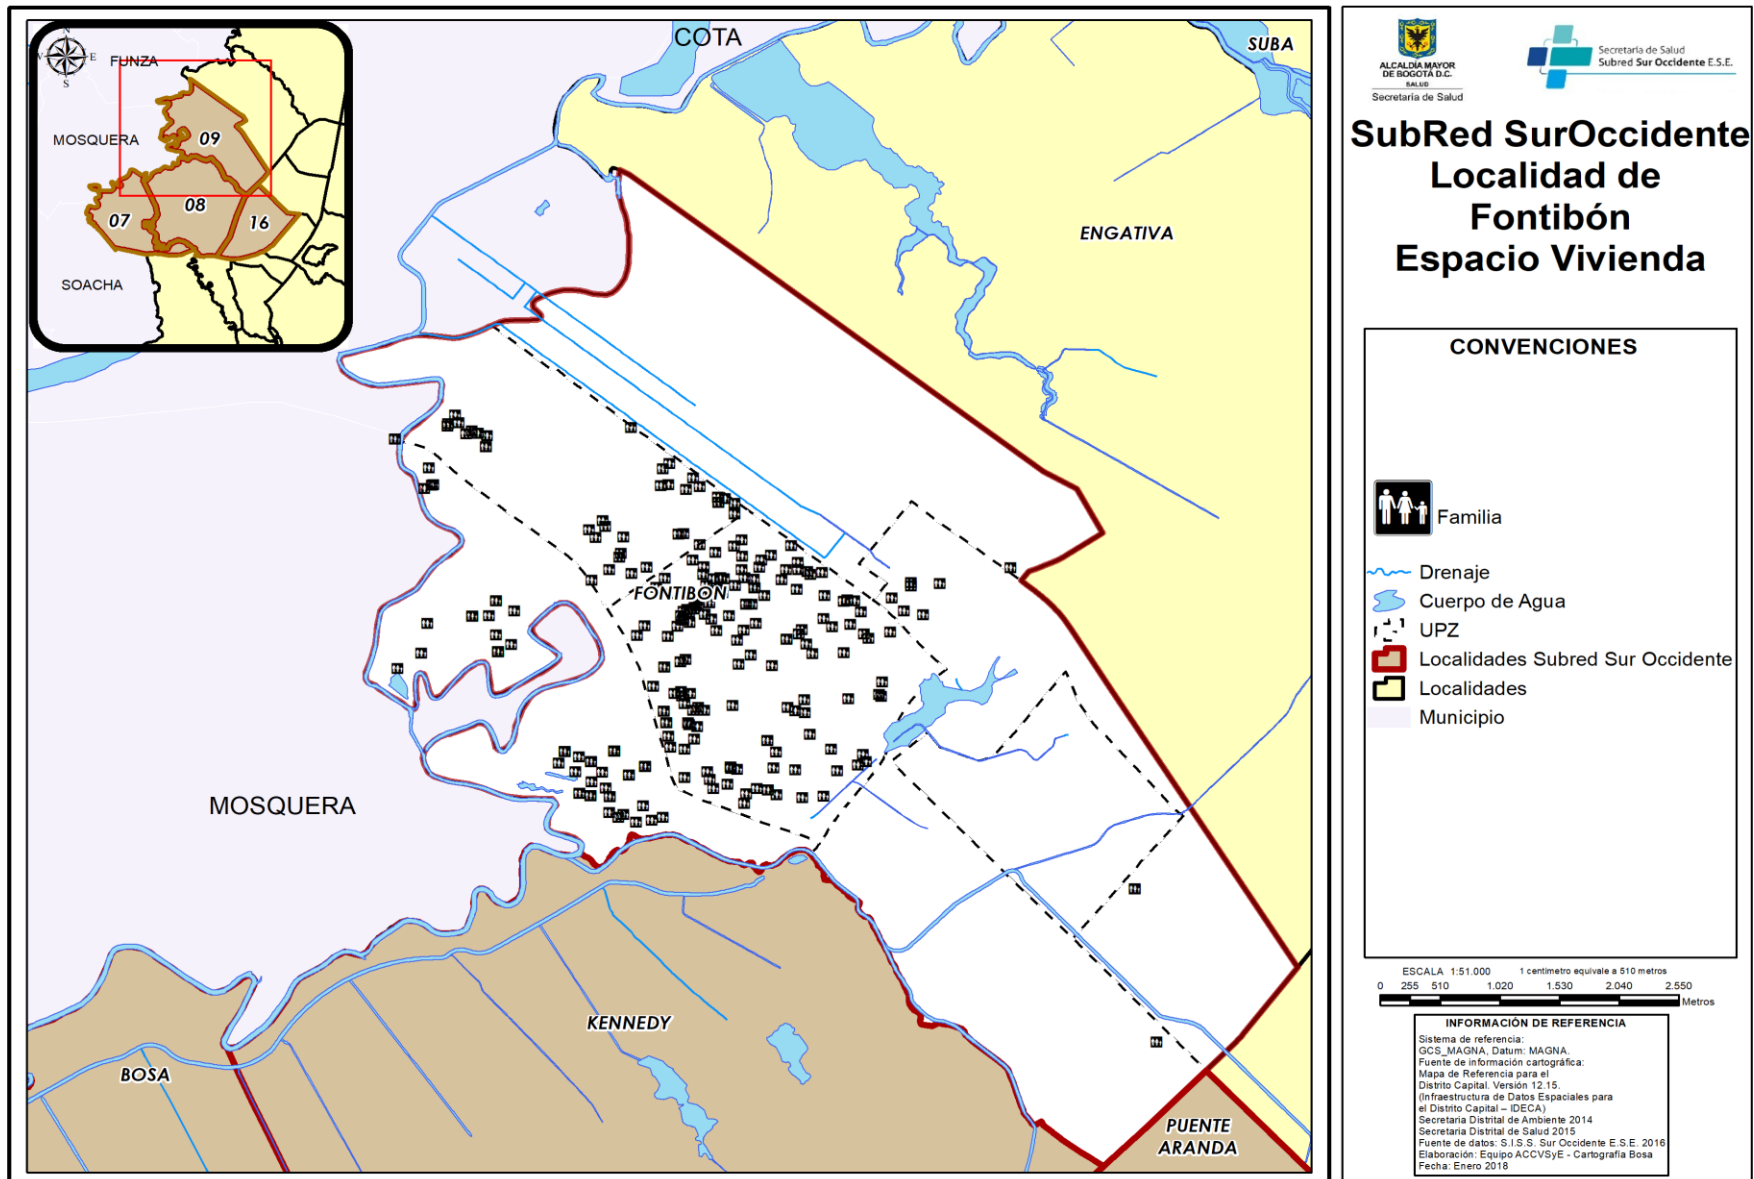 COTA
SUBA
N
V
E
S
FUNZA
MOSQUERA
09
07
08
16
SOACHA
ENGATIVA
FONTIBON
MOSQUERA
KENNEDY
BOSA
PUENTE
ARANDA
ALCALDÍA MAYOR
DE BOGOTÁ D.C.
SALUD
Secretaría de Salud
Secretaría de Salud
Subred Sur Occidente E.S.E.
SubRed SurOccidente
Localidad de
Fontibón
Espacio Vivienda
CONVENCIONES
Familia
Drenaje
Cuerpo de Agua
UPZ
Localidades Subred Sur Occidente
Localidades
Municipio
ESCALA 1:51.000 1 centimetro equivale a 510 metros
0 255 510 1.020 1.530 2.040 2.550
Metros
INFORMACIÓN DE REFERENCIA
Sistema de referencia:
GCS_MAGNA, Datum: MAGNA.
Fuente de información cartográfica:
Mapa de Referencia para el
Distrito Capital. Versión 12.15.
(Infraestructura de Datos Espaciales para
el Distrito Capital – IDECA)
Secretaria Distrital de Ambiente 2014
Secretaria Distrital de Salud 2015
Fuente de datos: S.I.S.S. Sur Occidente E.S.E. 2016
Elaboración: Equipo ACCVSyE - Cartografía Bosa
Fecha: Enero 2018